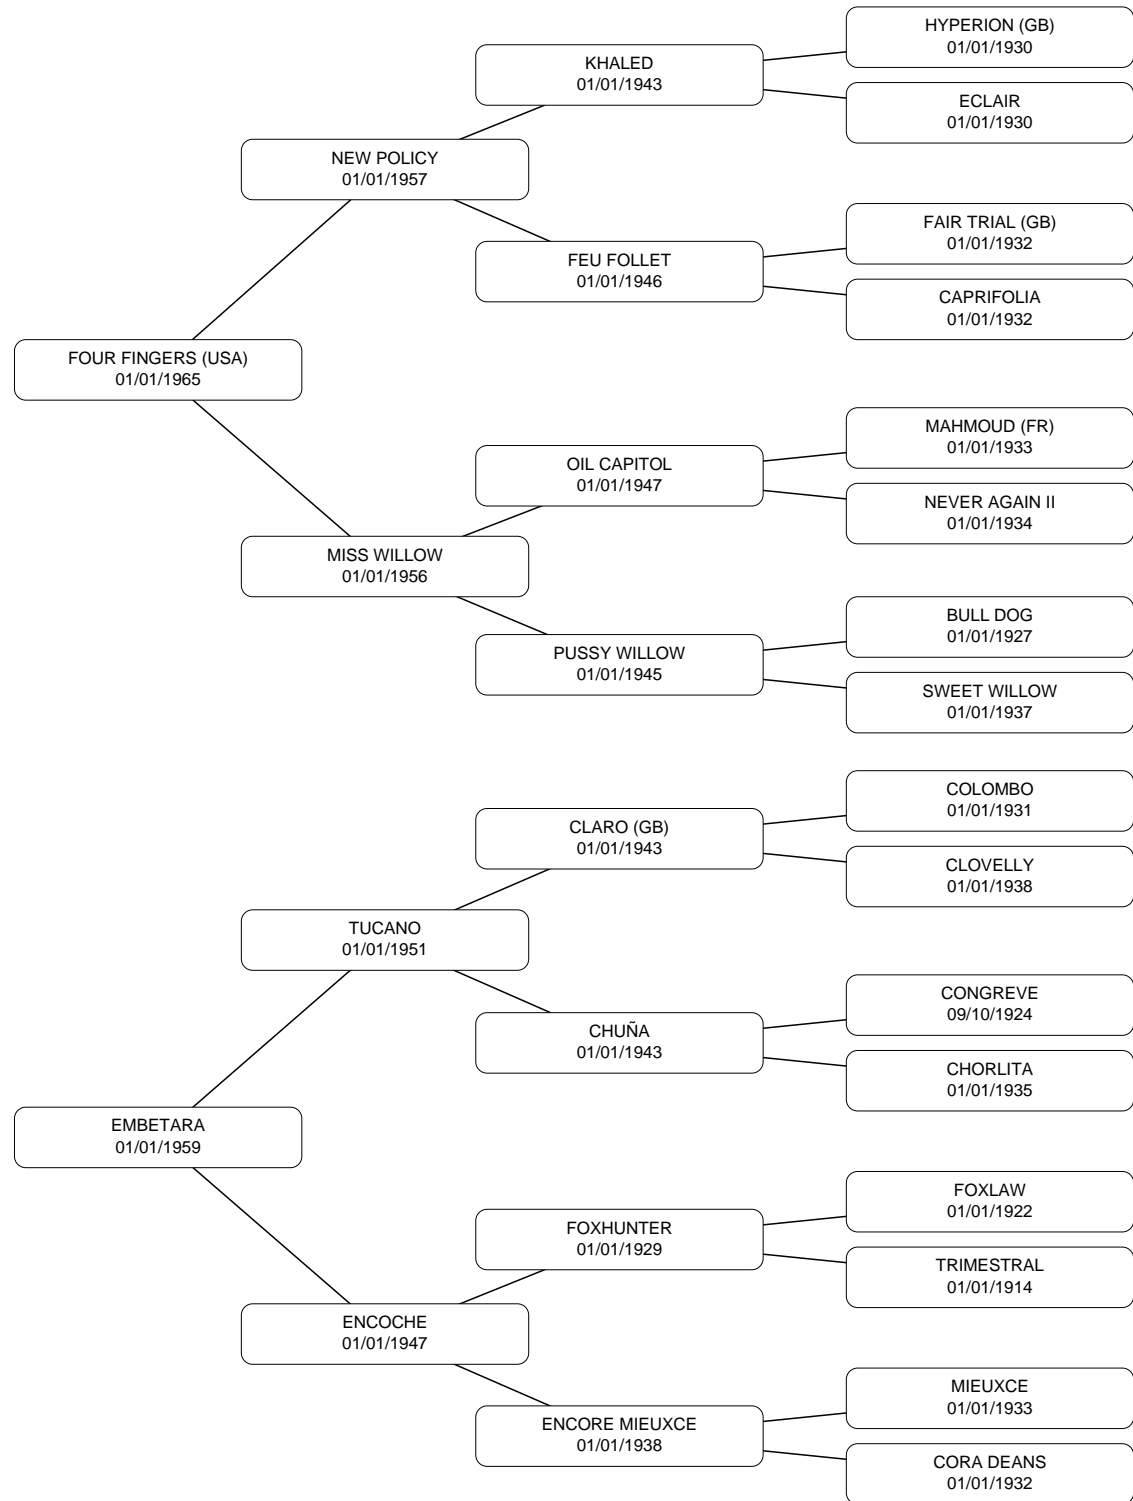 HYPERION (GB)
01/01/1930
KHALED
01/01/1943
ECLAIR
01/01/1930
NEW POLICY
01/01/1957
FAIR TRIAL (GB)
01/01/1932
FEU FOLLET
01/01/1946
CAPRIFOLIA
01/01/1932
FOUR FINGERS (USA)
01/01/1965
MAHMOUD (FR)
01/01/1933
OIL CAPITOL
01/01/1947
NEVER AGAIN II
01/01/1934
MISS WILLOW
01/01/1956
BULL DOG
01/01/1927
PUSSY WILLOW
01/01/1945
SWEET WILLOW
01/01/1937
COLOMBO
01/01/1931
CLARO (GB)
01/01/1943
CLOVELLY
01/01/1938
TUCANO
01/01/1951
CONGREVE
09/10/1924
CHUÑA
01/01/1943
CHORLITA
01/01/1935
EMBETARA
01/01/1959
FOXLAW
01/01/1922
FOXHUNTER
01/01/1929
TRIMESTRAL
01/01/1914
ENCOCHE
01/01/1947
MIEUXCE
01/01/1933
ENCORE MIEUXCE
01/01/1938
CORA DEANS
01/01/1932